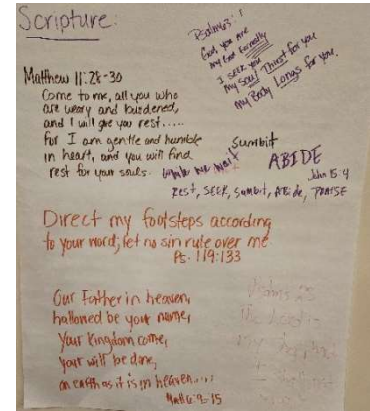 Scripture:
Psalm 63:1
God you are
my God Earnestly
I SEEK YOU
My Soul Thirst for you
My Body Longs for you.
Matthew 11:28-30
Come to me, all you who
are weary and burdened,
and I will give you rest.....
For I am gentle and humble
in heart, and you will find
rest for your souls.
Sumbit
ABIDE
John 15:4
REST, SEEK, Sumbit, ABide, PRAISE
Direct my footsteps according
to your word; let no sin rule over me
Ps. 119:133
Our Father in heaven,
hallowed be your name,
Your Kingdom come,
your will be done,
on earth as it is in heaven....
Matt 6:9-15